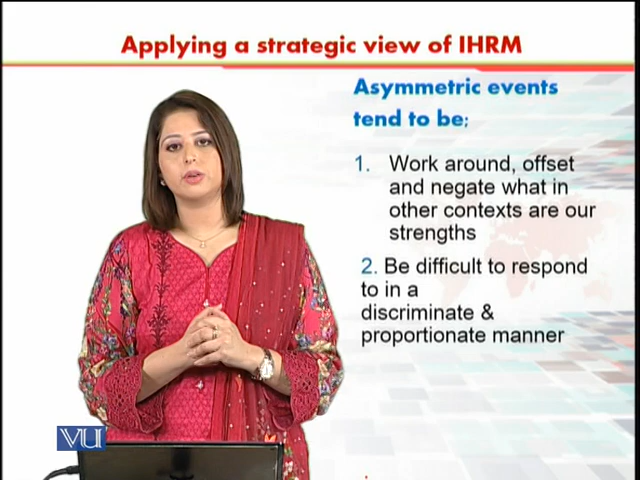 Applying a strategic view of IHRM
Asymmetric events
tend to be;
1. Work around, offset
and negate what in
other contexts are our
strengths
2. Be difficult to respond
to in a
discriminate &
proportionate manner
VU